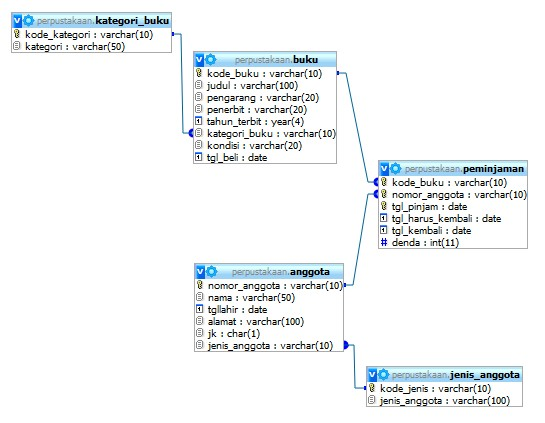 perpustakaan.kategori_buku
kode_kategori : varchar(10)
kategori : varchar(50)
perpustakaan.buku
kode_buku : varchar(10)
judul : varchar(100)
pengarang : varchar(20)
penerbit : varchar(20)
tahun_terbit : year(4)
kategori_buku : varchar(10)
kondisi : varchar(20)
tgl_beli : date
perpustakaan.peminjaman
kode_buku : varchar(10)
nomor_anggota : varchar(10)
tgl_pinjam : date
tgl_harus_kembali : date
tgl_kembali : date
denda : int(11)
perpustakaan.anggota
nomor_anggota : varchar(10)
nama : varchar(50)
tgllahir : date
alamat : varchar(100)
jk : char(1)
jenis_anggota : varchar(10)
perpustakaan.jenis_anggota
kode_jenis : varchar(10)
jenis_anggota : varchar(100)